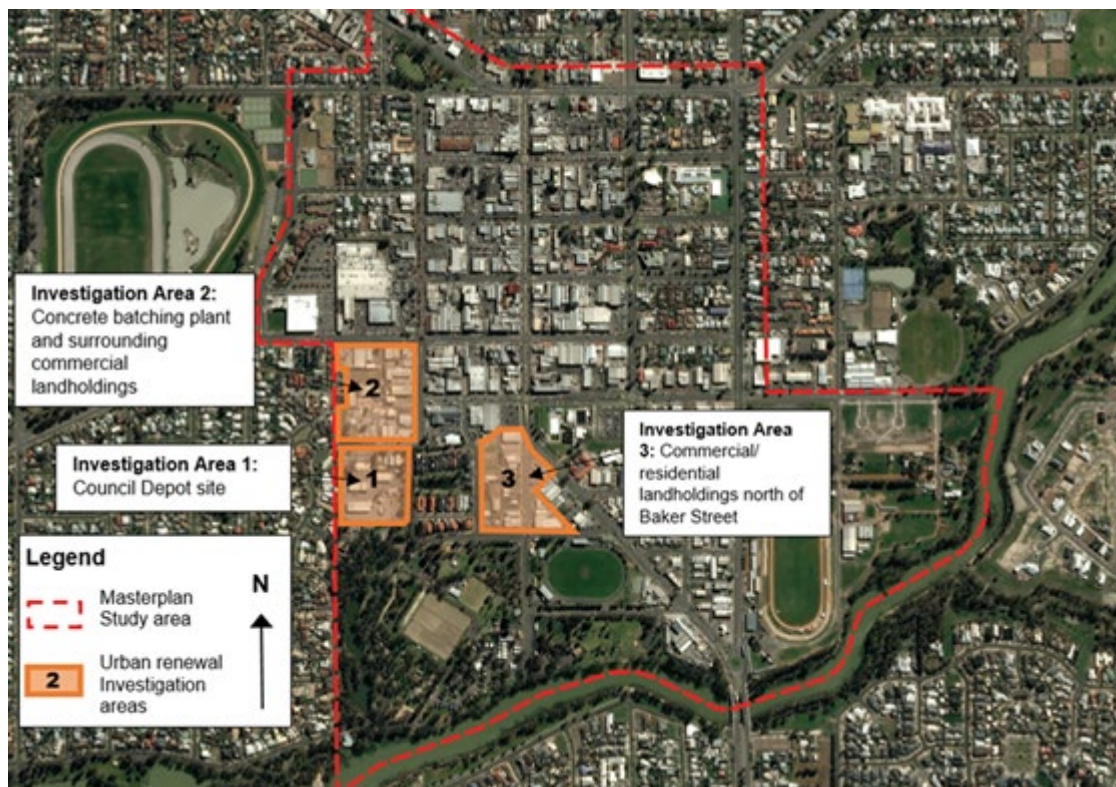 Investigation Area 2:
Concrete batching plant
and surrounding
commercial
landholdings
2
Investigation Area 1:
Council Depot site
1
3
Investigation Area
3: Commercial/
residential
landholdings north of
Baker Street
Legend
Masterplan
Study area
N
2
Urban renewal
Investigation
areas